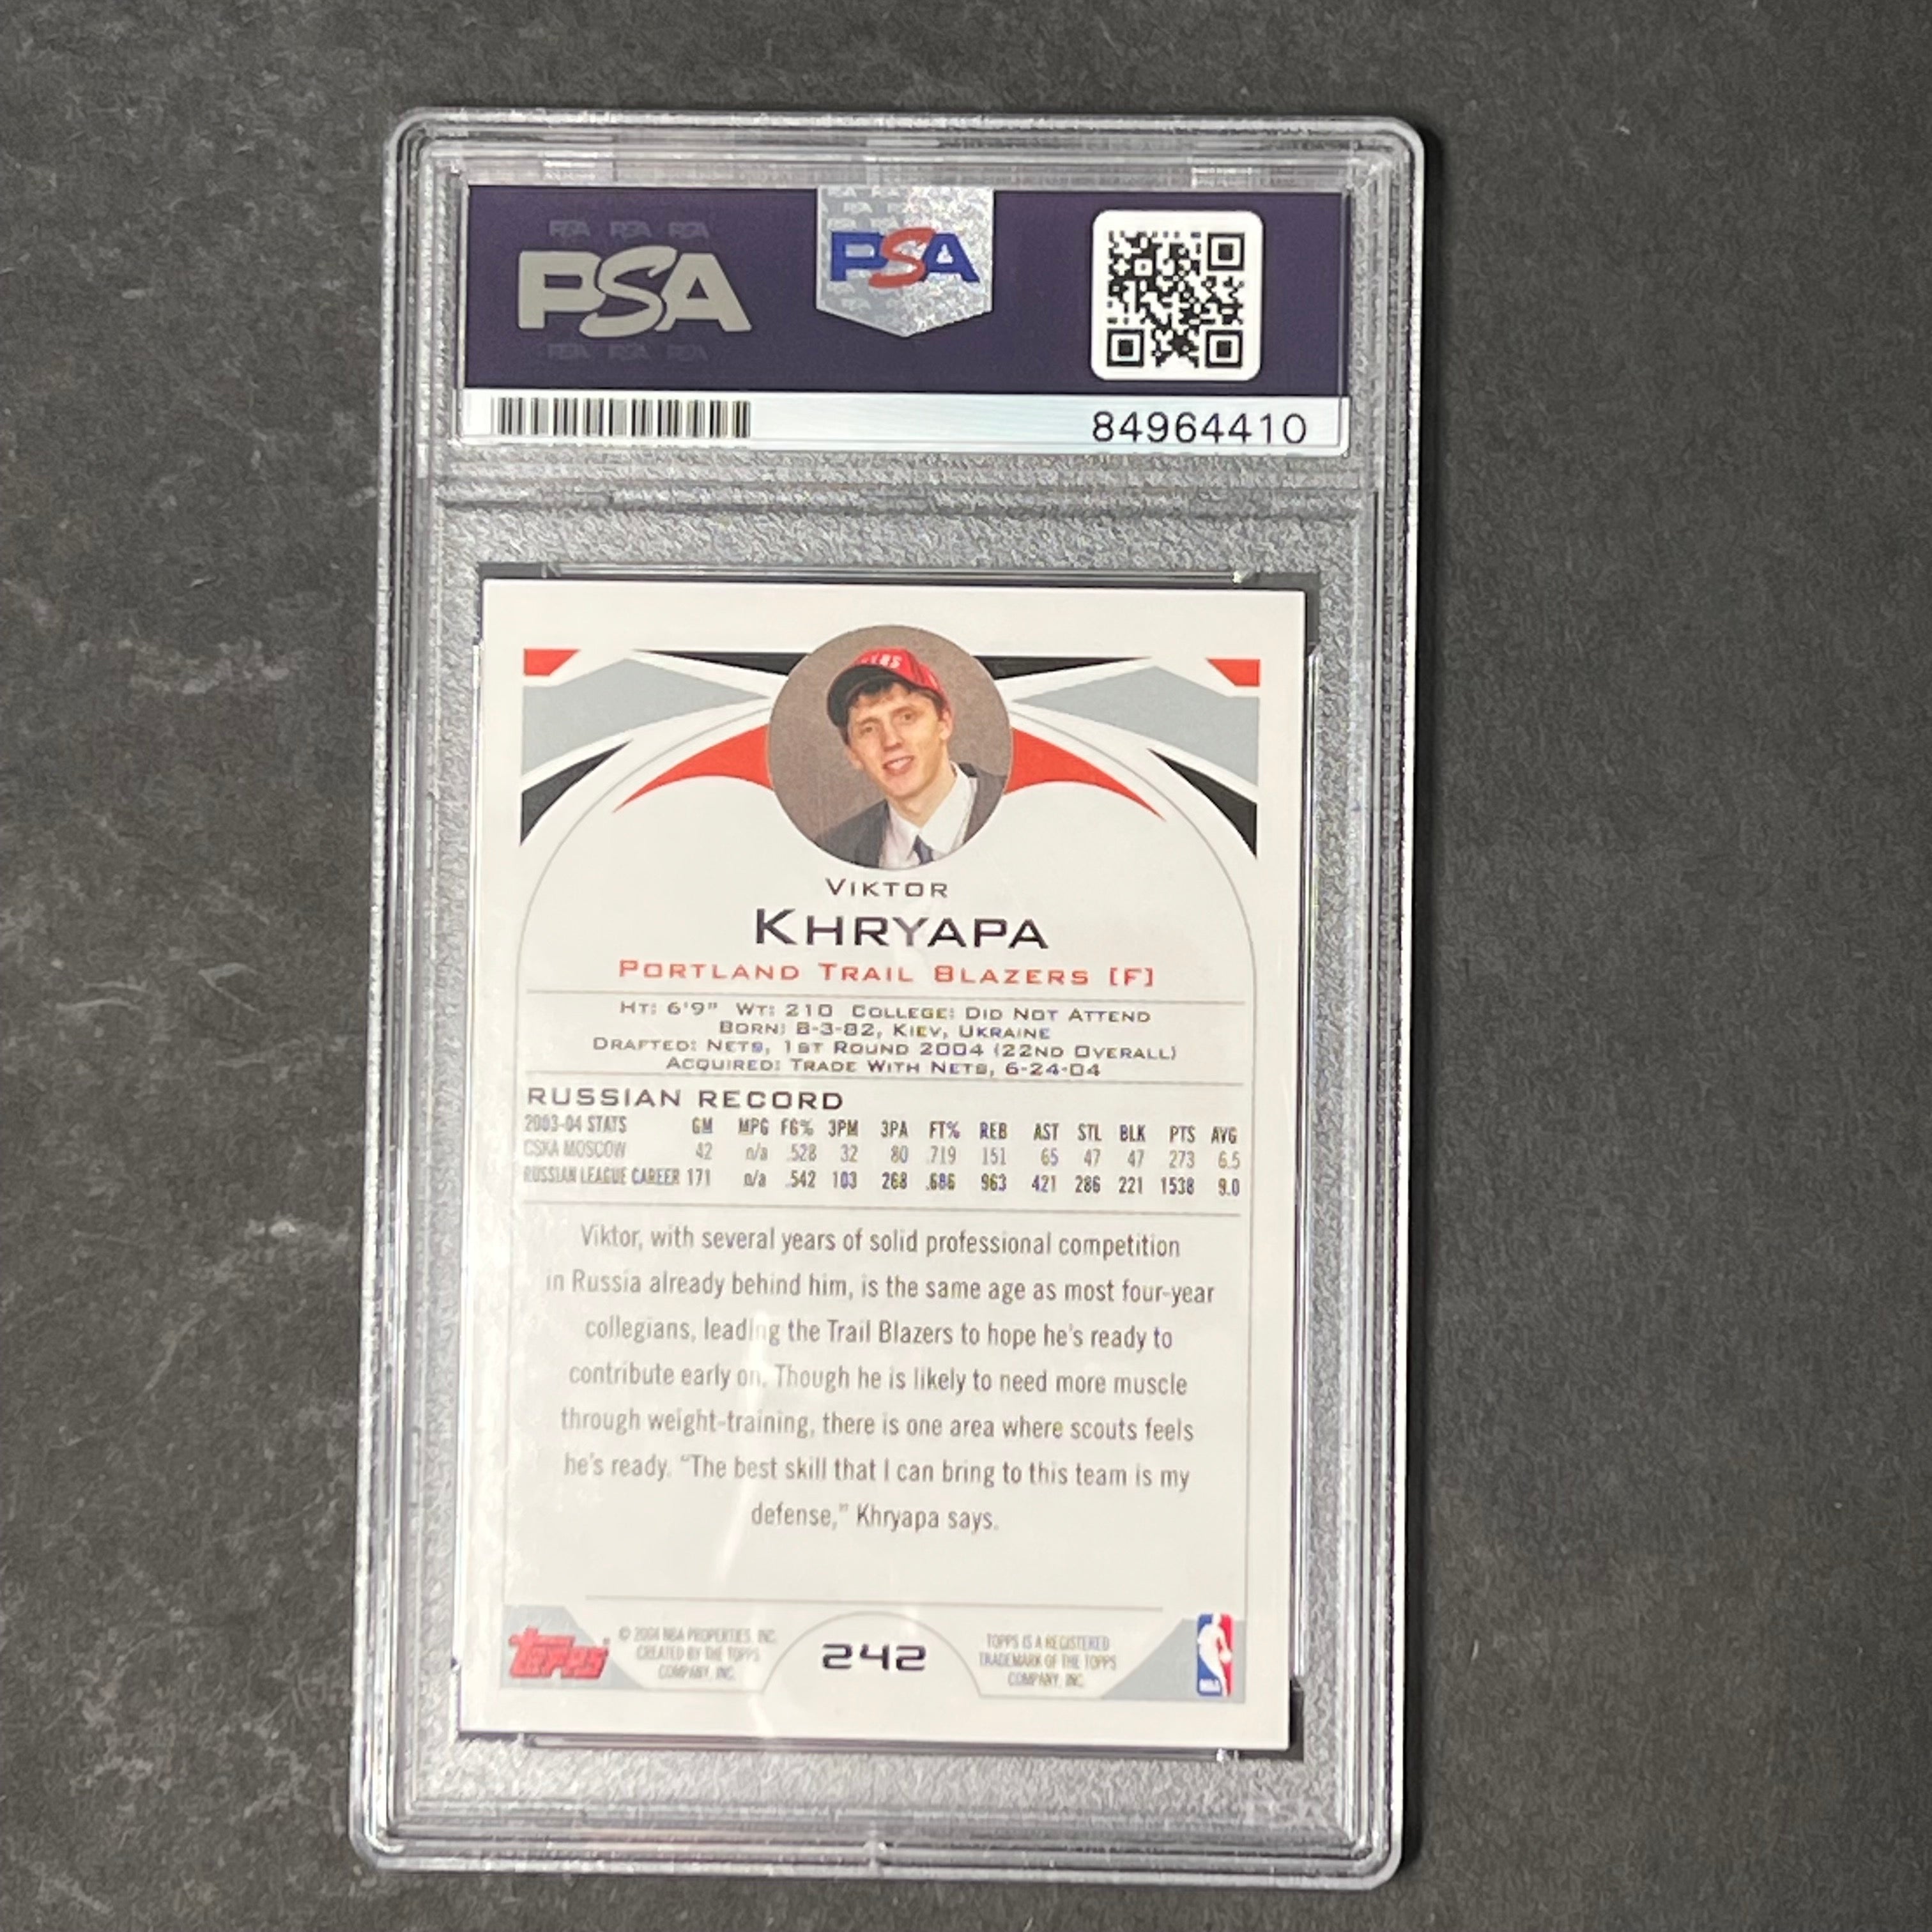 PSA PSA PSA
PSA
PSA PSA PSA
PSA
84964410
VIKTOR
KHRYAPA
PORTLAND TRAIL BLAZERS [F]
HT: 6'9" WT: 210 COLLEGE: DID NOT ATTEND
BORN: 8-3-82, KIEV, UKRAINE
DRAFTED: NETS, 1ST ROUND 2004 (22ND OVERALL)
ACQUIRED: TRADE WITH NETS, 6-24-04
RUSSIAN RECORD
2003-04 STATS GM MPG FG% 3PM 3PA FT% REB AST STL BLK PTS AVG
CSKA MOSCOW 42 n/a .528 32 80 .719 151 65 47 47 273 6.5
RUSSIAN LEAGUE CAREER 171 n/a .542 103 268 .686 963 421 286 221 1538 9.0
Viktor, with several years of solid professional competition
in Russia already behind him, is the same age as most four-year
collegians, leading the Trail Blazers to hope he's ready to
contribute early on. Though he is likely to need more muscle
through weight-training, there is one area where scouts feels
he's ready. "The best skill that I can bring to this team is my
defense," Khryapa says.
Topps
© 2004 NBA PROPERTIES, INC.
CREATED BY THE TOPPS
COMPANY, INC.
242
TOPPS IS A REGISTERED
TRADEMARK OF THE TOPPS
COMPANY, INC.
NBA